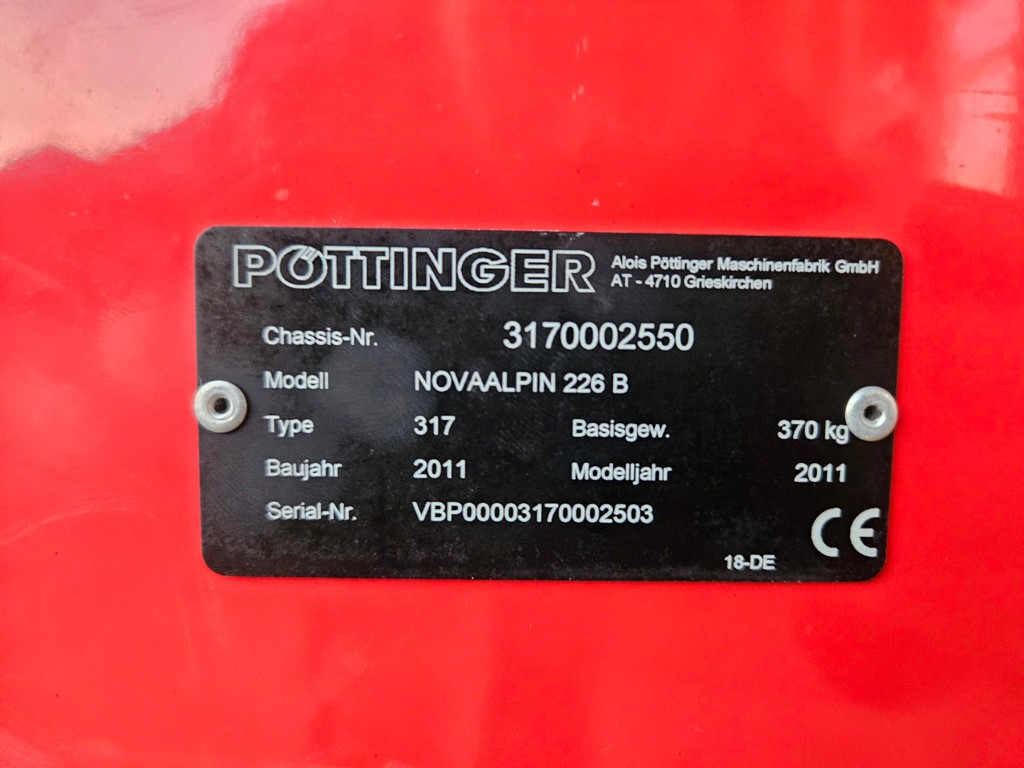 PÖTTINGER Alois Pöttinger Maschinenfabrik GmbH
AT - 4710 Grieskirchen
Chassis-Nr. 3170002550
Modell NOVAALPIN 226 B
Type 317 Basisgew. 370 kg
Baujahr 2011 Modelljahr 2011
Serial-Nr. VBP00003170002503
CE
18-DE